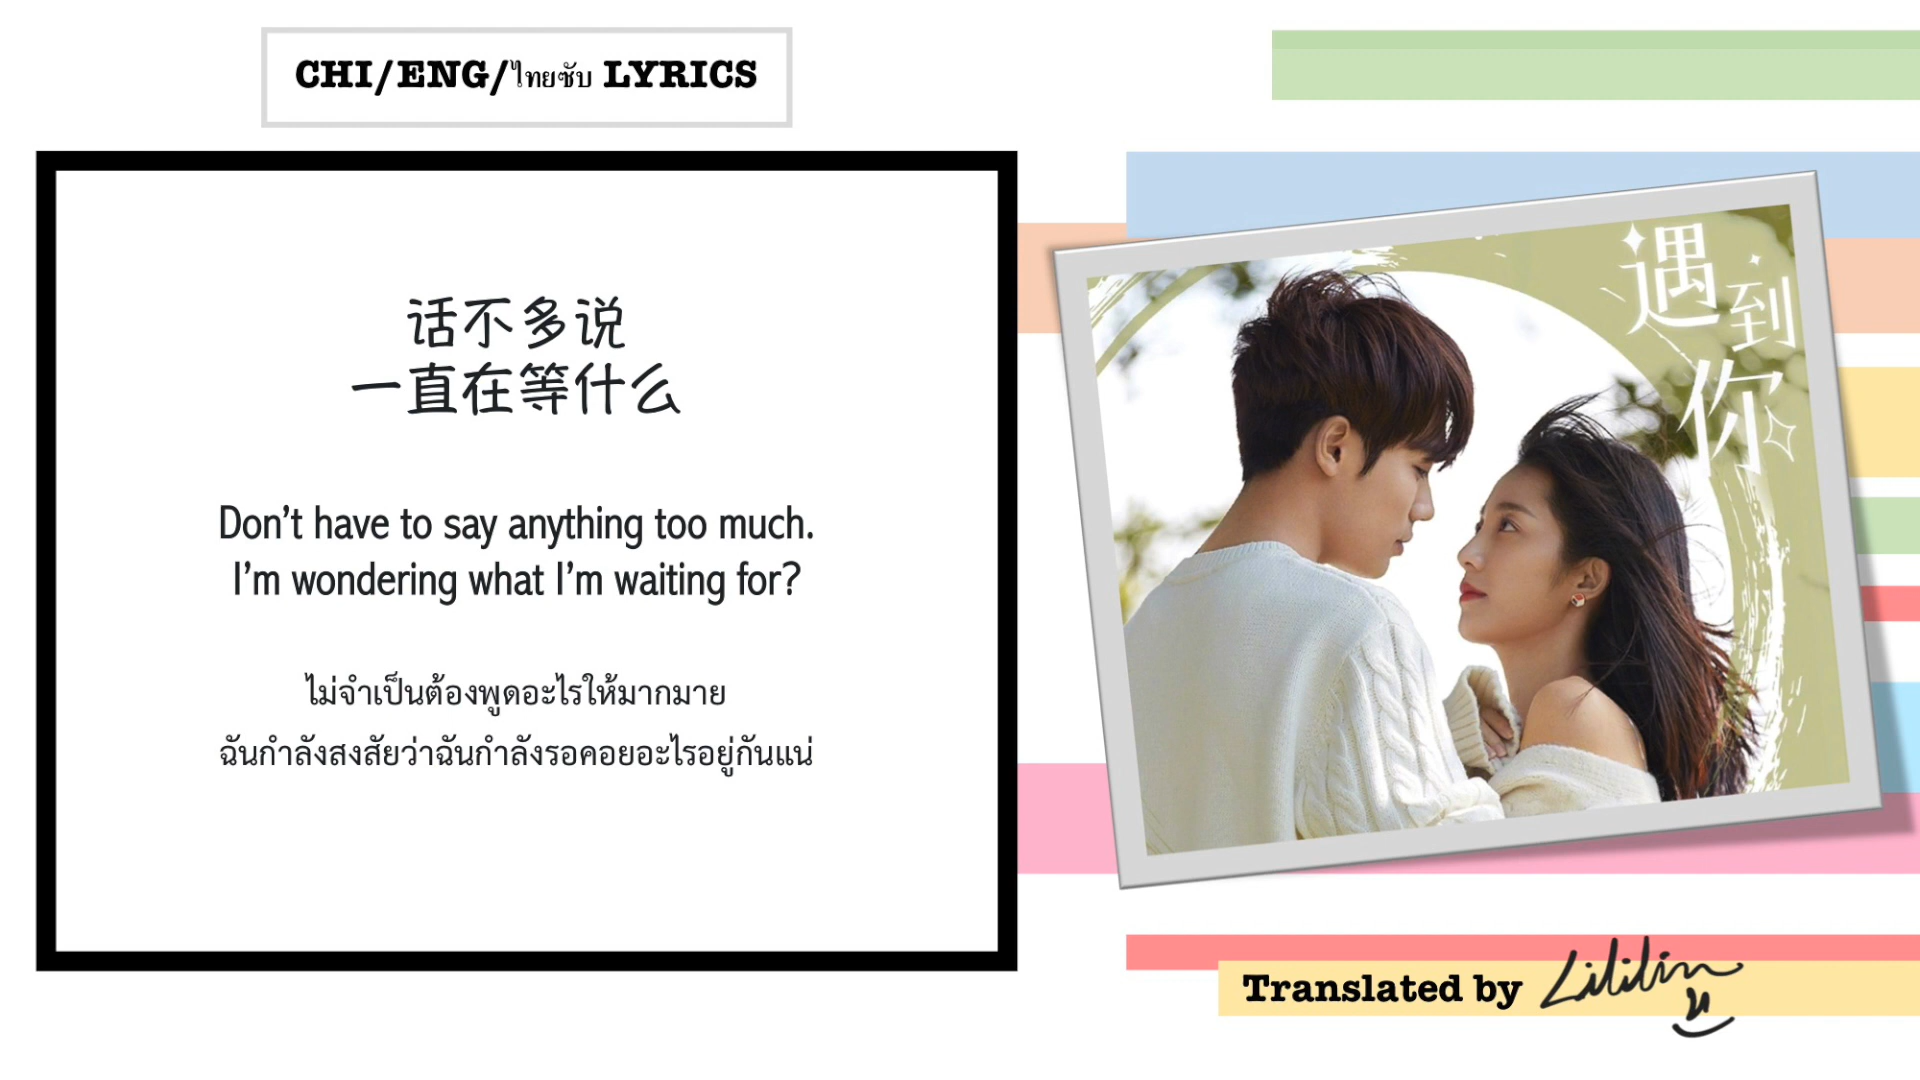 CHI/ENG/ไทยซับ LYRICS
话不多说
一直在等什么
Don’t have to say anything too much.
I’m wondering what I’m waiting for?
ไม่จำเป็นต้องพูดอะไรให้มากมาย
ฉันกำลังสงสัยว่าฉันกำลังรอคอยอะไรอยู่กันแน่
遇到你
Translated by Lililin